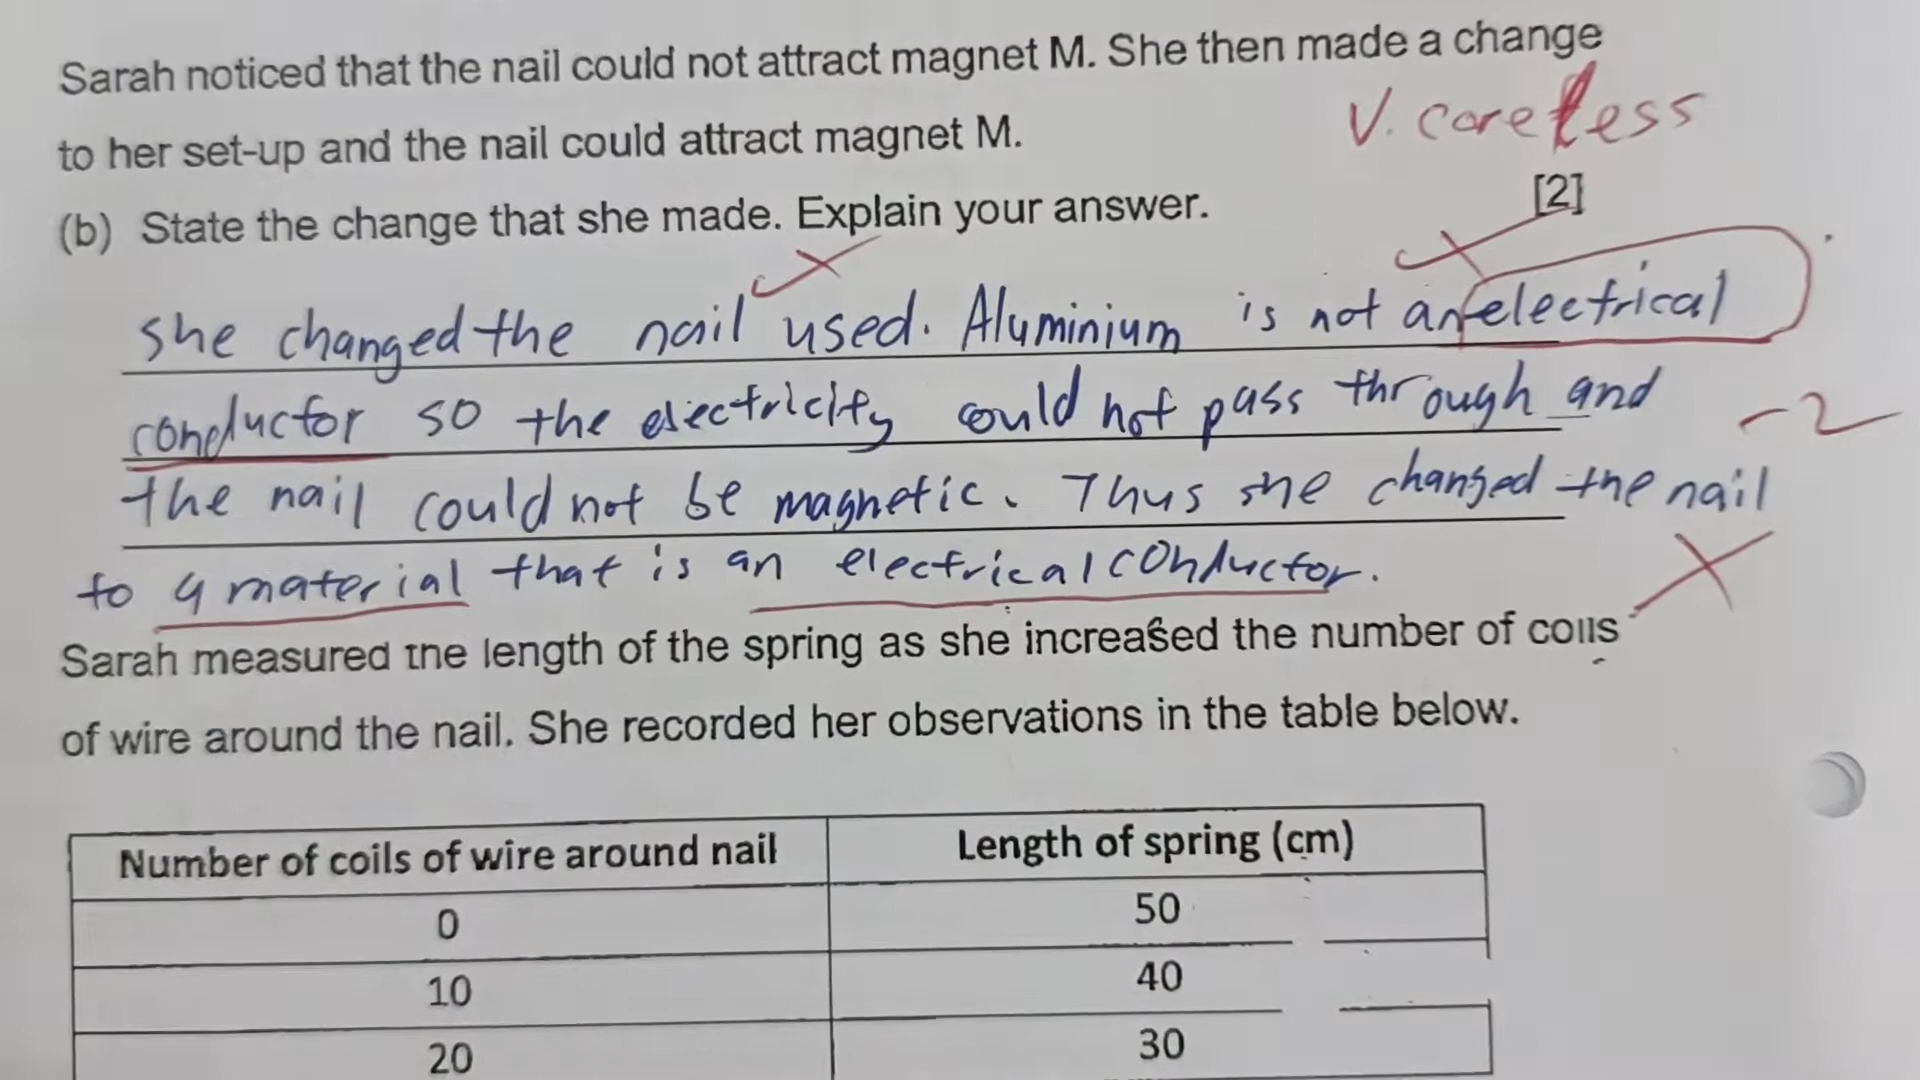 Sarah noticed that the nail could not attract magnet M. She then made a change
V. careless
to her set-up and the nail could attract magnet M.
[2]
(b) State the change that she made. Explain your answer.
she changed the nail used. Aluminium is not an electrical
conductor so the electricity could not pass through and
-2
the nail could not be magnetic. Thus she changed the nail
to a material that is an electrical conductor.
Sarah measured the length of the spring as she increased the number of coils
of wire around the nail. She recorded her observations in the table below.
Number of coils of wire around nail Length of spring (cm)
0 50
10 40
20 30